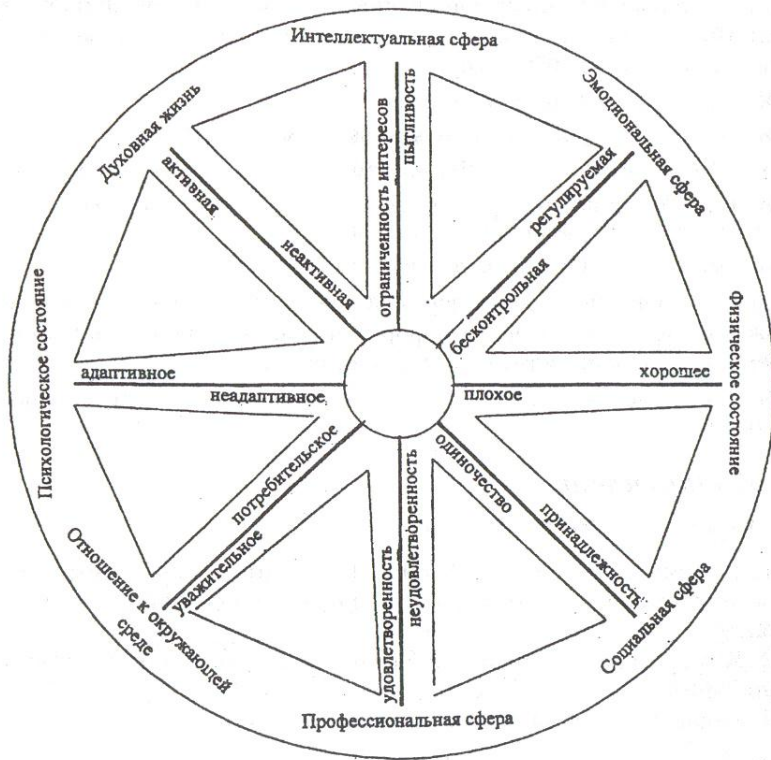 Интеллектуальная сфера
ограниченность интересов
пытливость
Эмоциональная сфера
регулируемая
бесконтрольная
Физическое состояние
хорошее
плохое
Социальная сфера
одиночество
принадлежность
Профессиональная сфера
удовлетворенность
неудовлетворенность
Отношение к окружающей
среде
потребительское
уважительное
Психологическое состояние
адаптивное
неадаптивное
Духовная жизнь
активная
неактивная